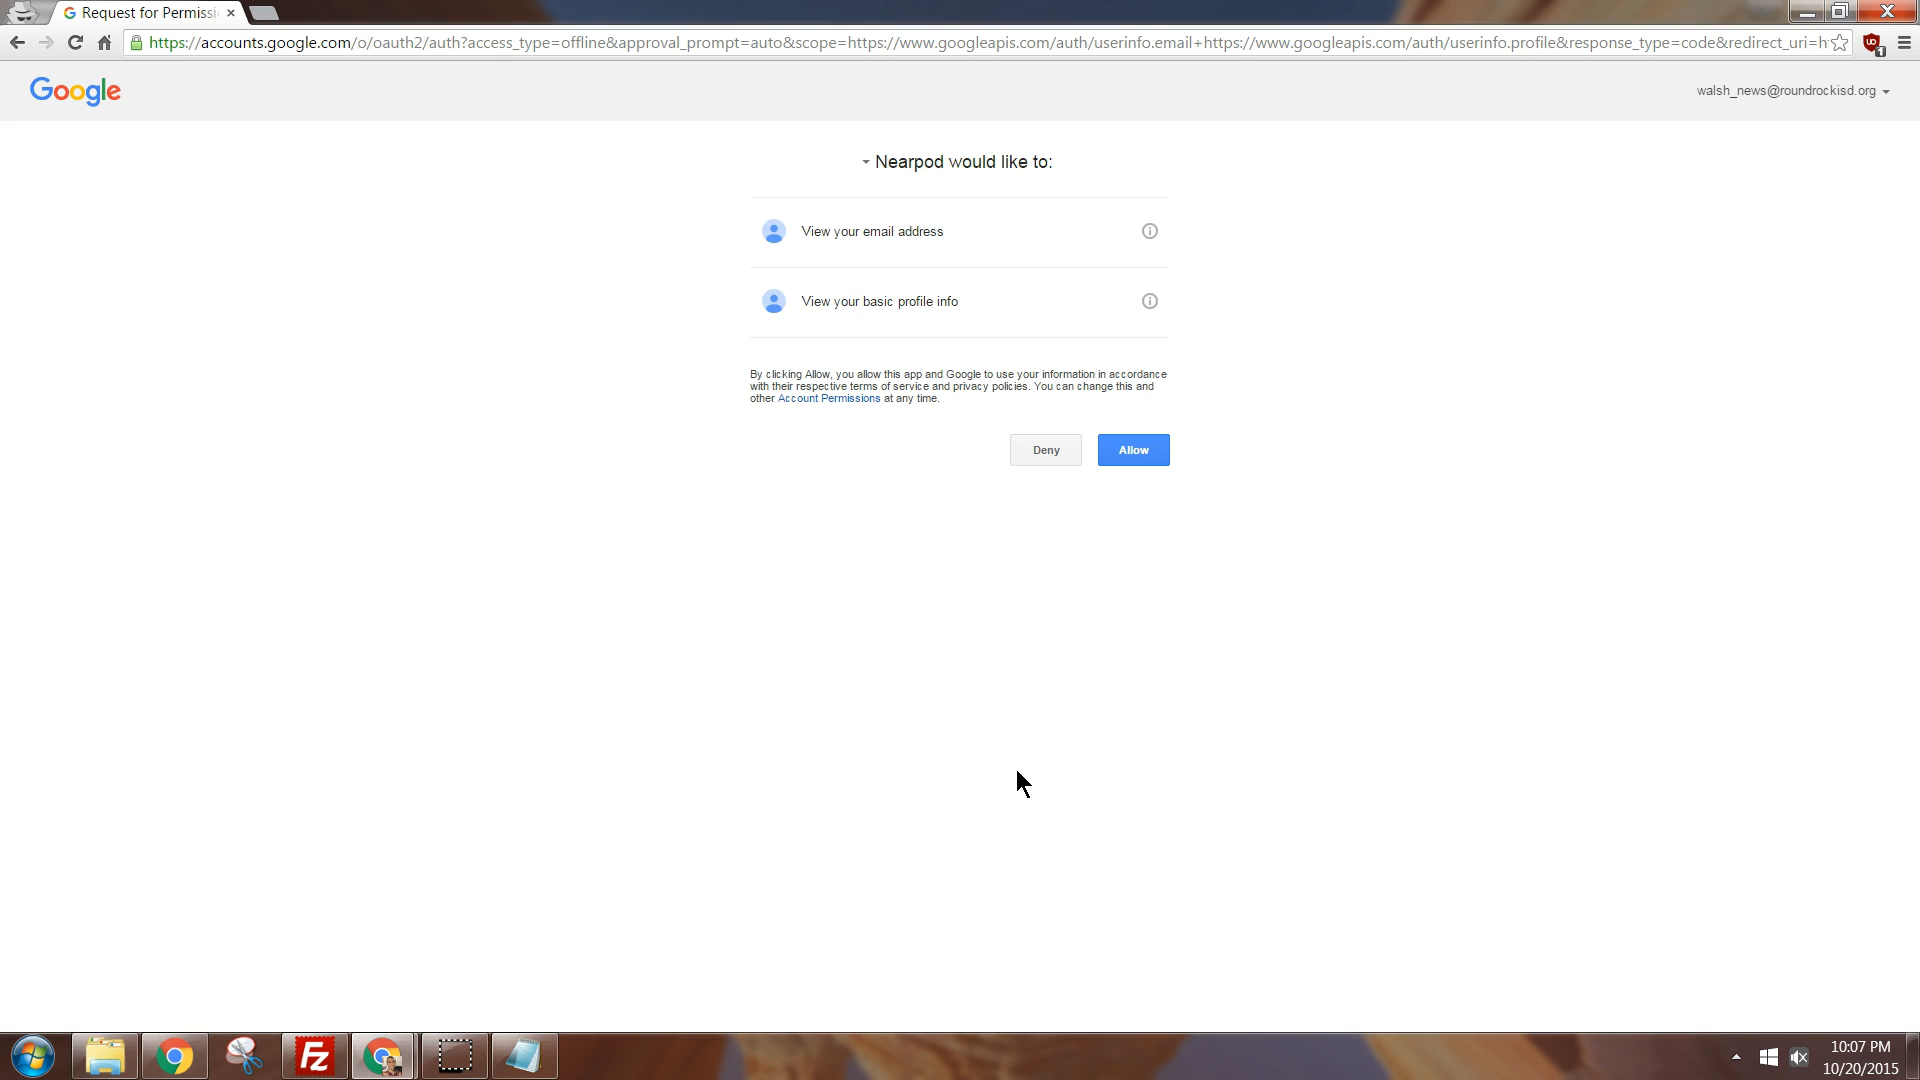 Request for Permissi
https://accounts.google.com/o/oauth2/auth?access_type=offline&approval_prompt=auto&scope=https://www.googleapis.com/auth/userinfo.email+https://www.googleapis.com/auth/userinfo.profile&response_type=code&redirect_uri=h
Google
walsh_news@roundrockisd.org
Nearpod would like to:
View your email address
View your basic profile info
By clicking Allow, you allow this app and Google to use your information in accordance
with their respective terms of service and privacy policies. You can change this and
other Account Permissions at any time.
Deny
Allow
10:07 PM
10/20/2015